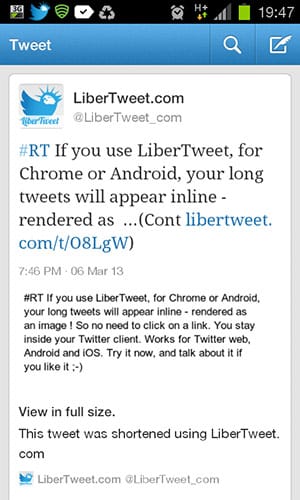 3G H+ 19:47
Tweet
LiberTweet LiberTweet.com
@LiberTweet_com
#RT If you use LiberTweet, for
Chrome or Android, your long
tweets will appear inline -
rendered as ...(Cont libertweet.
com/t/O8LgW)
7:46 PM · 06 Mar 13
#RT If you use LiberTweet, for Chrome or Android,
your long tweets will appear inline - rendered as
an image ! So no need to click on a link. You stay
inside your Twitter client. Works for Twitter web,
Android and iOS. Try it now, and talk about it if
you like it ;-)
View in full size.
This tweet was shortened using LiberTweet.
com
LiberTweet.com @LiberTweet_com